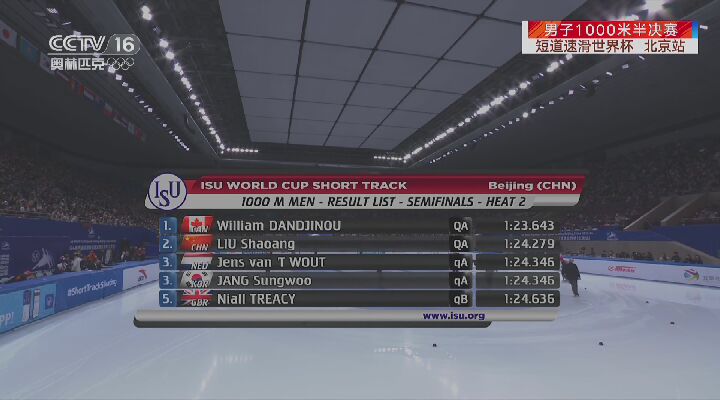 CCTV 16
奥林匹克
男子1000米半决赛
短道速滑世界杯 北京站
ISU
ISU WORLD CUP SHORT TRACK Beijing (CHN)
1000 M MEN - RESULT LIST - SEMIFINALS - HEAT 2
1. CAN William DANDJINOU QA 1:23.643
2. CHN LIU Shaoang QA 1:24.279
3. NED Jens van 'T WOUT qA 1:24.346
3. KOR JANG Sungwoo qA 1:24.346
5. GBR Niall TREACY qB 1:24.636
www.isu.org
#ShortTrackSkating